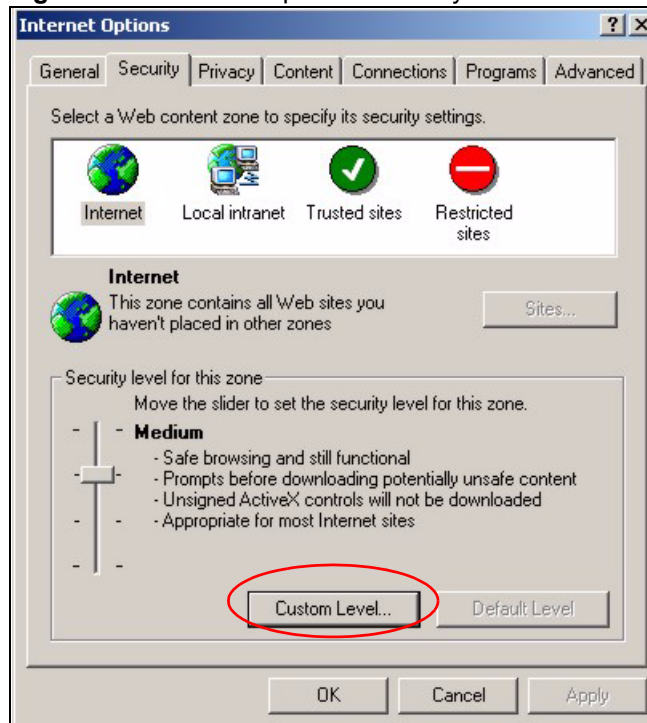 Internet Options
General Security Privacy Content Connections Programs Advanced
Select a Web content zone to specify its security settings.
Internet Local intranet Trusted sites Restricted
sites
Internet
This zone contains all Web sites you
haven't placed in other zones
Sites...
Security level for this zone
Move the slider to set the security level for this zone.
Medium
- Safe browsing and still functional
- Prompts before downloading potentially unsafe content
- Unsigned ActiveX controls will not be downloaded
- Appropriate for most Internet sites
Custom Level...
Default Level
OK Cancel Apply